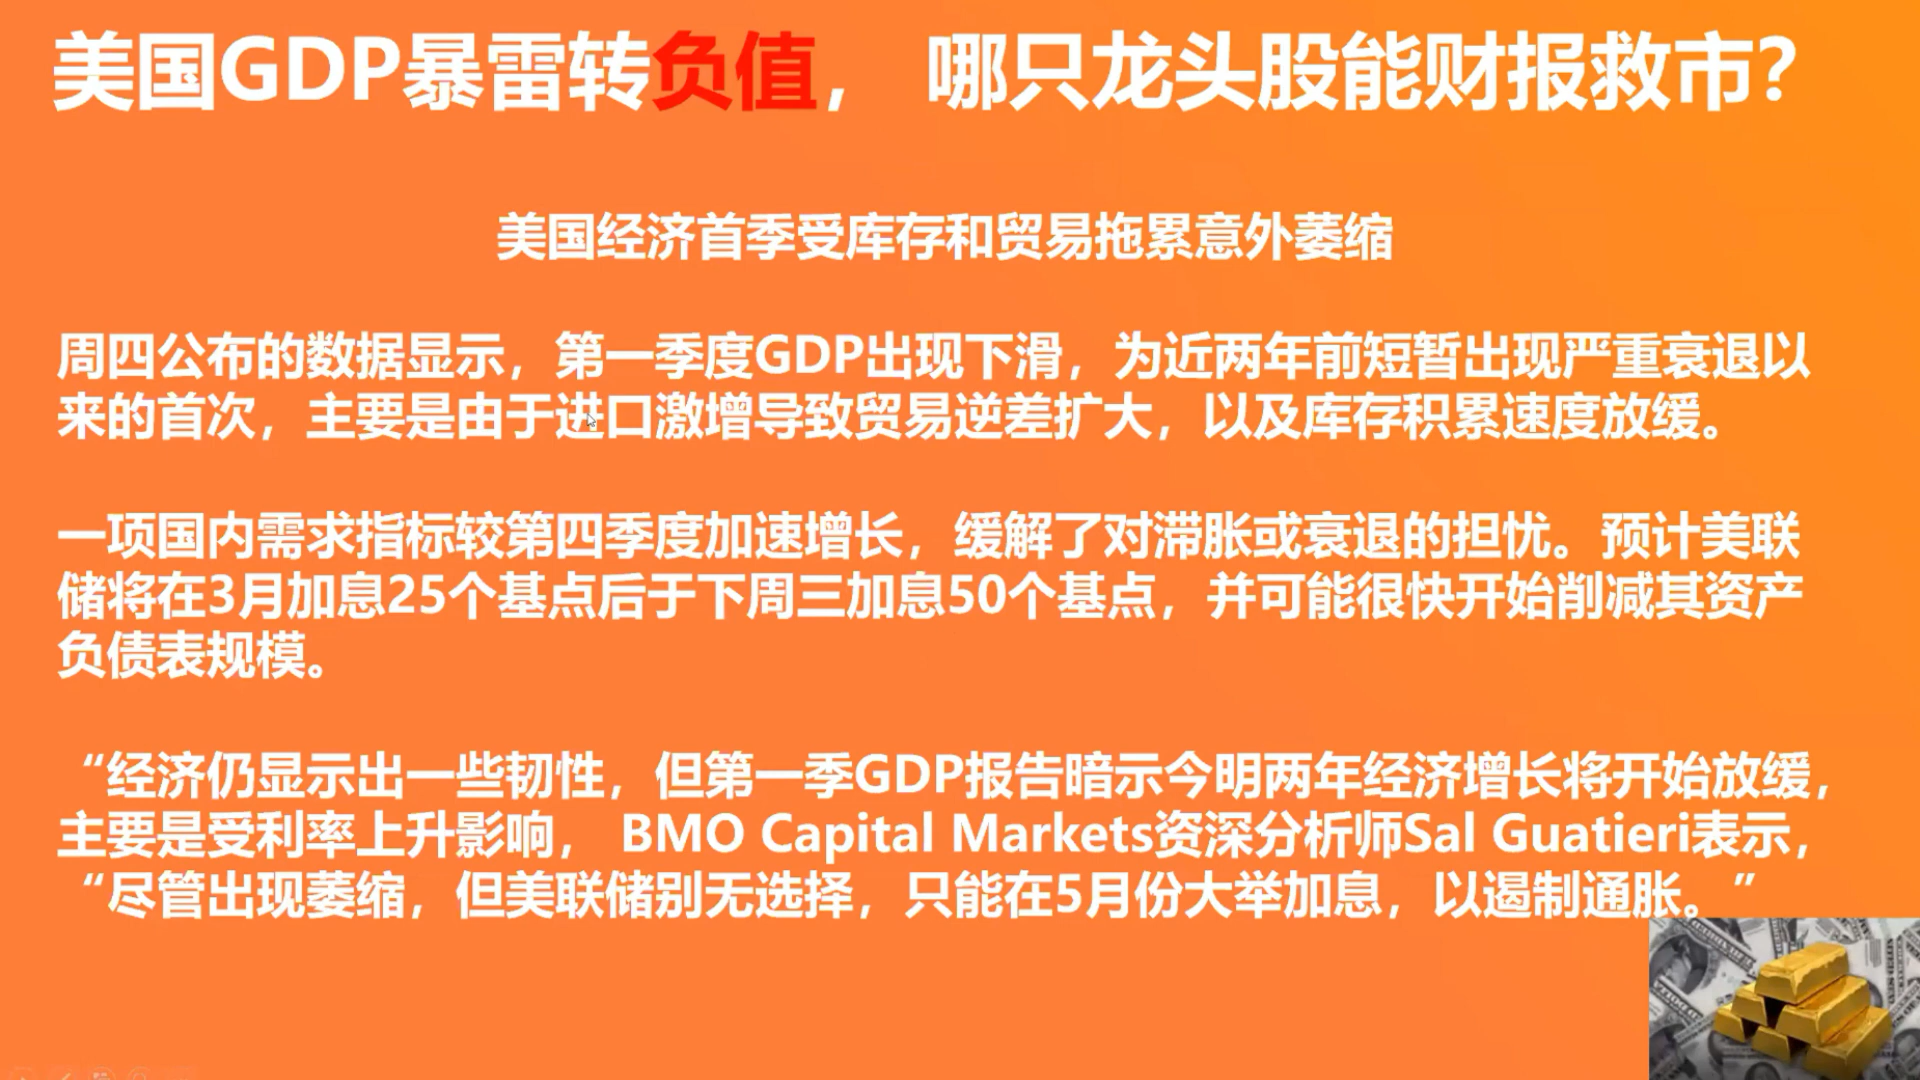 美国GDP暴雷转负值， 哪只龙头股能财报救市？
美国经济首季受库存和贸易拖累意外萎缩
周四公布的数据显示，第一季度GDP出现下滑，为近两年前短暂出现严重衰退以
来的首次，主要是由于进口激增导致贸易逆差扩大，以及库存积累速度放缓。
一项国内需求指标较第四季度加速增长，缓解了对滞胀或衰退的担忧。预计美联
储将在3月加息25个基点后于下周三加息50个基点，并可能很快开始削减其资产
负债表规模。
“经济仍显示出一些韧性，但第一季GDP报告暗示今明两年经济增长将开始放缓，
主要是受利率上升影响， BMO Capital Markets资深分析师Sal Guatieri表示，
“尽管出现萎缩，但美联储别无选择，只能在5月份大举加息，以遏制通胀。”